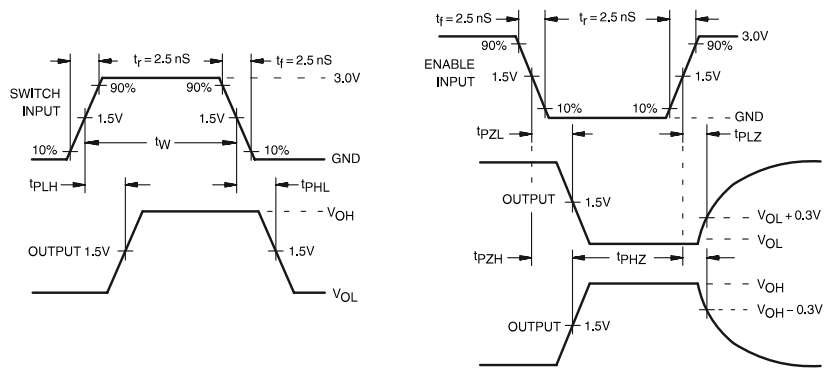 tr = 2.5 nS
tf = 2.5 nS
3.0V
SWITCH
INPUT
90%
90%
1.5V
1.5V
tW
10%
10%
GND
tPLH
tPHL
VOH
OUTPUT 1.5V
1.5V
VOL
tf = 2.5 nS
tr = 2.5 nS
3.0V
90%
90%
ENABLE
INPUT
1.5V
1.5V
10%
10%
GND
tPZL
tPLZ
OUTPUT
1.5V
VOL + 0.3V
VOL
tPZH
tPHZ
VOH
VOH – 0.3V
OUTPUT
1.5V